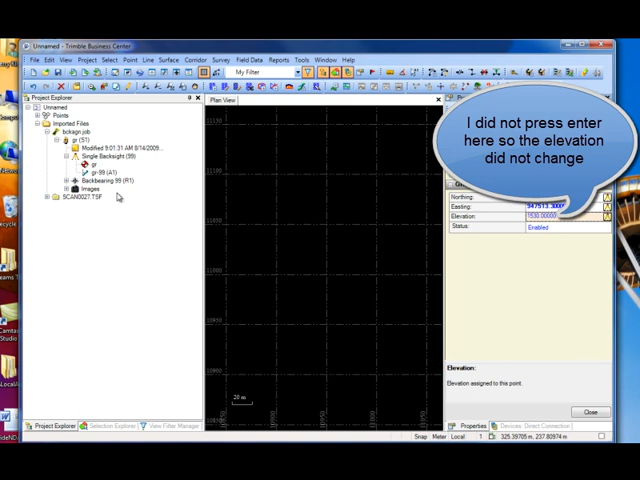 Unnamed - Trimble Business Center
File Edit View Project Select Point Line Surface Corridor Survey Field Data Reports Tools Window Help
My Filter
Project Explorer
Plan View
Unnamed
Points
Imported Files
bckagn.job
gr (S1)
Modified 9:01:31 AM 8/14/2009...
Single Backsight (99)
gr
gr-99 (A1)
Backbearing 99 (R1)
Images
SCAN0027.TSF
I did not press enter
here so the elevation
did not change
Northing:
Easting:
Elevation: 1530.00000
Status: Enabled
11150
11100
11050
11000
10950
10900
20 m
Elevation:
Elevation assigned to this point.
Close
Project Explorer Selection Explorer View Filter Manager
Properties Devices: Direct Connection
Snap Meter Local 325.39705 m, 237.80974 m